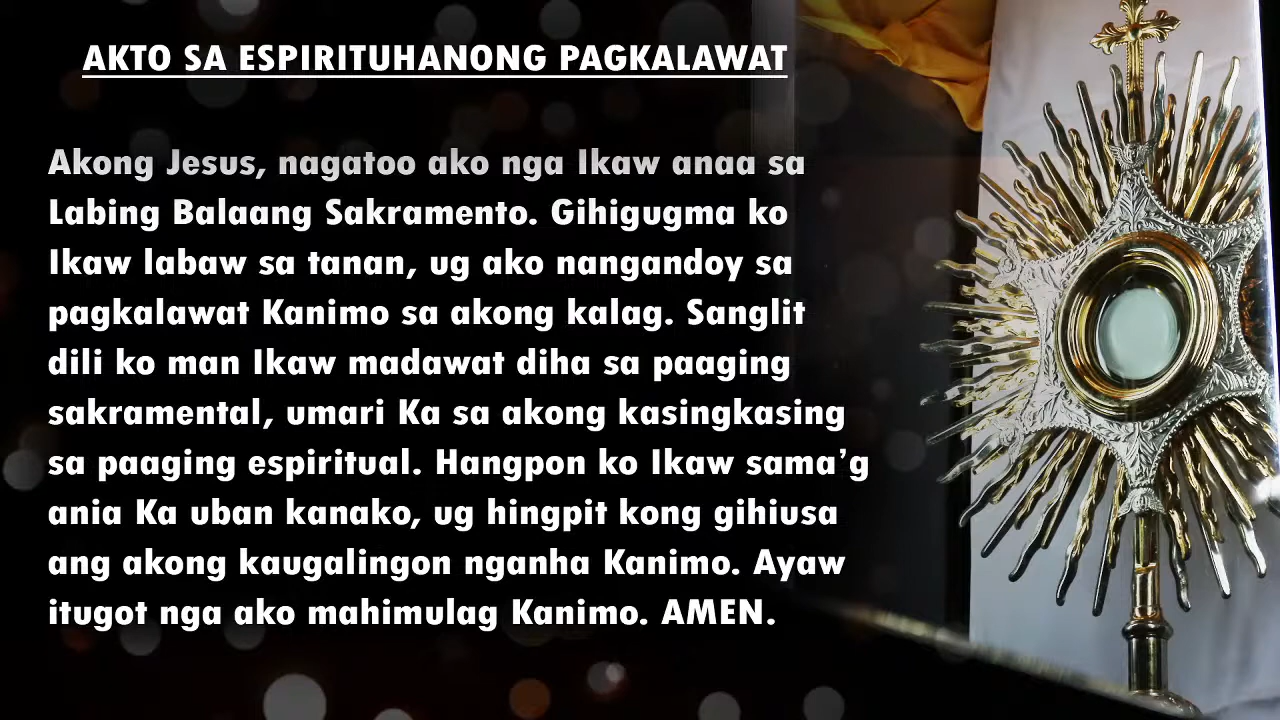 AKTO SA ESPIRITUHANONG PAGKALAWAT
Akong Jesus, nagatoo ako nga Ikaw anaa sa
Labing Balaang Sakramento. Gihigugma ko
Ikaw labaw sa tanan, ug ako nangandoy sa
pagkalawat Kanimo sa akong kalag. Sanglit
dili ko man Ikaw madawat diha sa paaging
sakramental, umari Ka sa akong kasingkasing
sa paaging espiritual. Hangpon ko Ikaw sama’g
ania Ka uban kanako, ug hingpit kong gihiusa
ang akong kaugalingon nganha Kanimo. Ayaw
itugot nga ako mahimulag Kanimo. AMEN.